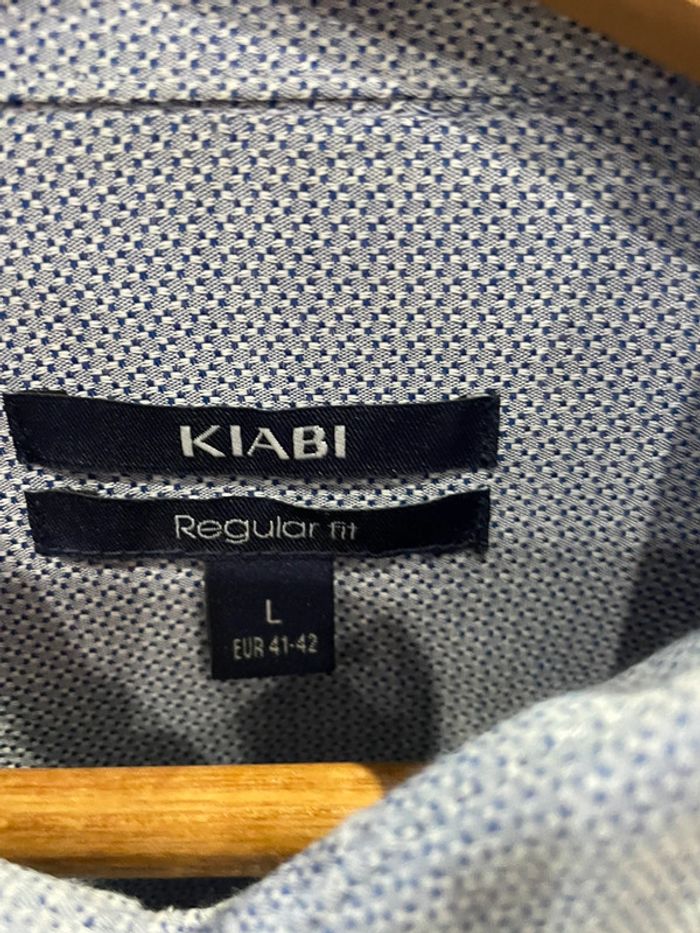 KIABI
Regular fit
L
EUR 41-42